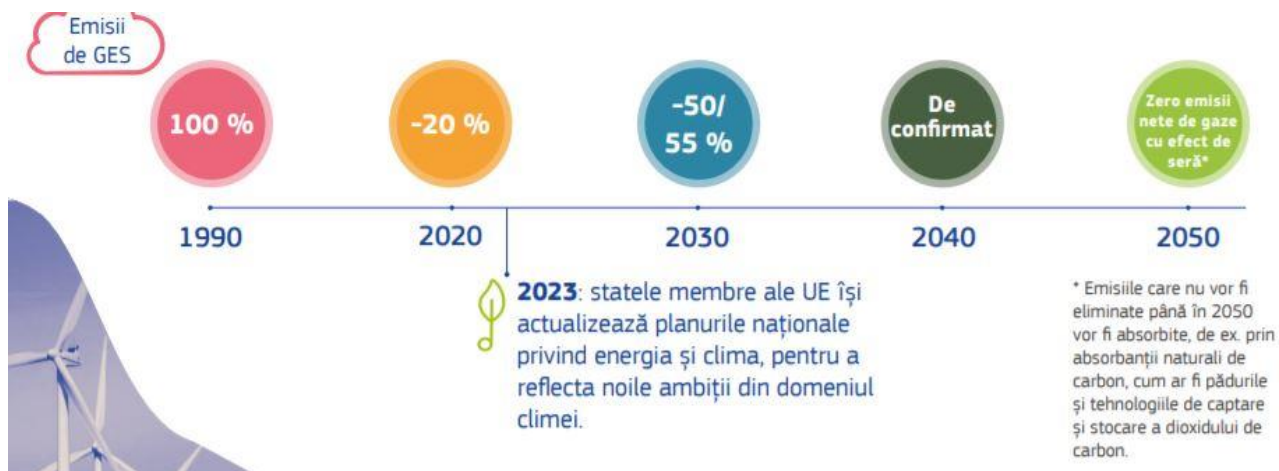 Emisii
de GES
100 %
-20 %
-50/
55 %
De
confirmat
Zero emisii
nete de gaze
cu efect de
seră*
1990
2020
2030
2040
2050
2023: statele membre ale UE își
actualizează planurile naționale
privind energia și clima, pentru a
reflecta noile ambiții din domeniul
climei.
* Emisiile care nu vor fi
eliminate până în 2050
vor fi absorbite, de ex. prin
absorbanții naturali de
carbon, cum ar fi pădurile
și tehnologiile de captare
și stocare a dioxidului de
carbon.